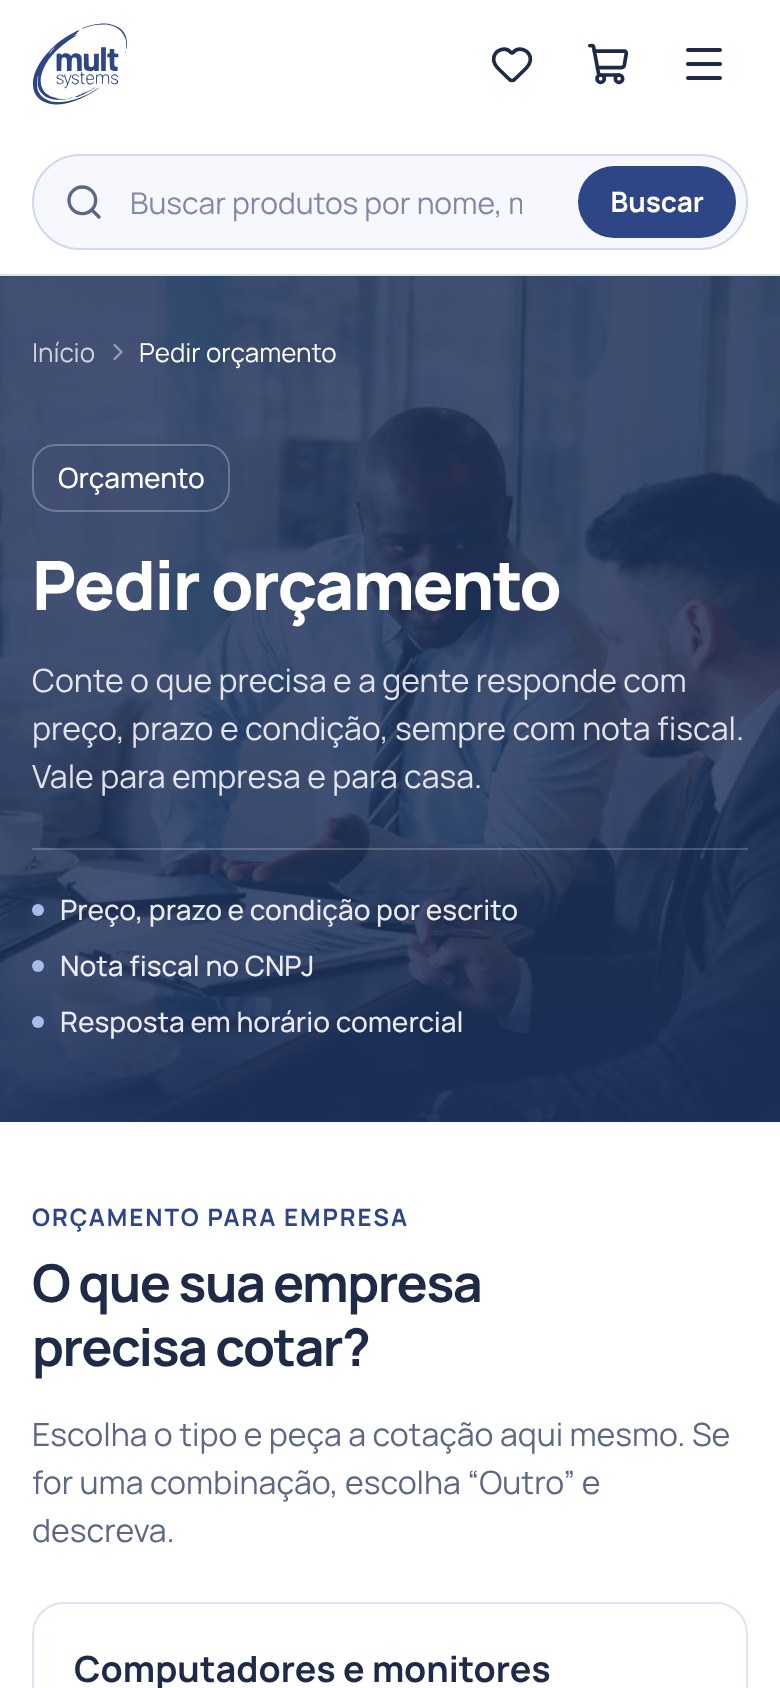 mult
systems
Buscar produtos por nome, n
Buscar
Início
Pedir orçamento
Orçamento
Pedir orçamento
Conte o que precisa e a gente responde com
preço, prazo e condição, sempre com nota fiscal.
Vale para empresa e para casa.
Preço, prazo e condição por escrito
Nota fiscal no CNPJ
Resposta em horário comercial
ORÇAMENTO PARA EMPRESA
O que sua empresa
precisa cotar?
Escolha o tipo e peça a cotação aqui mesmo. Se
for uma combinação, escolha “Outro” e
descreva.
Computadores e monitores